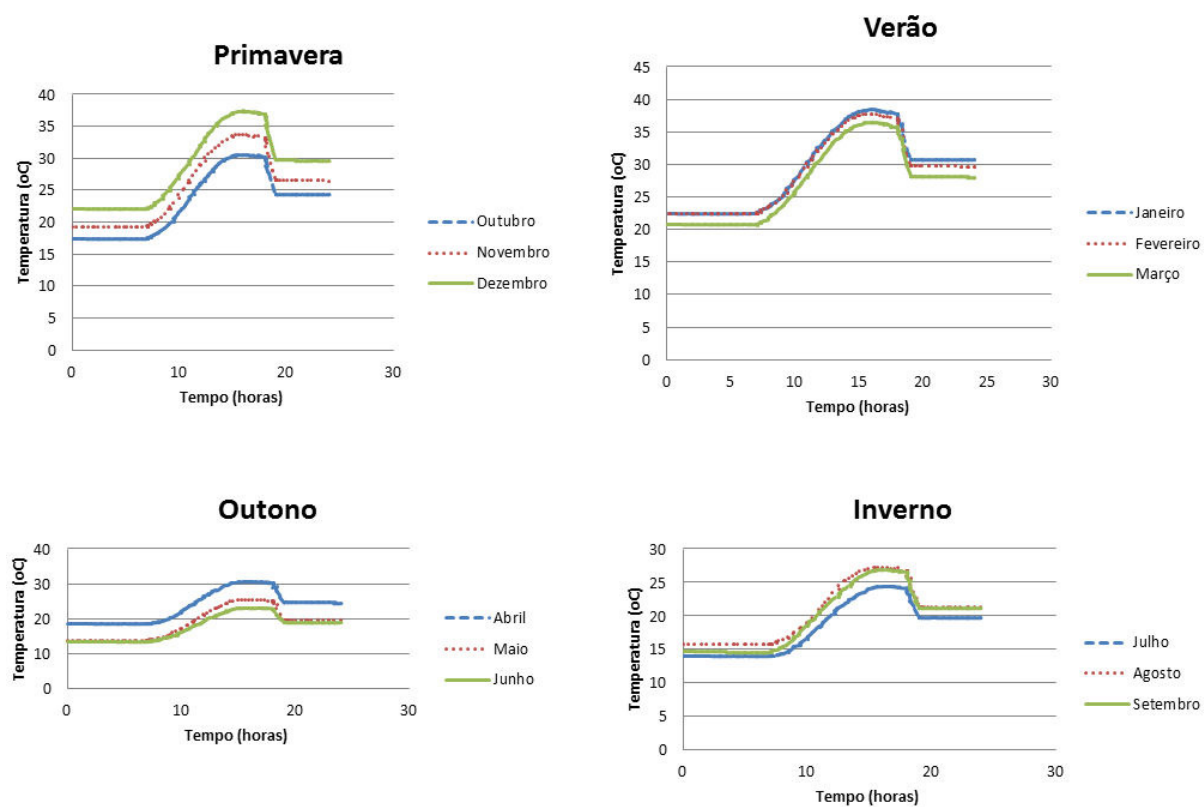 Primavera
Temperatura (oC)
40
35
30
25
20
15
10
5
0
0 10 20 30
Tempo (horas)
Outubro
Novembro
Dezembro
Verão
Temperatura (oC)
45
40
35
30
25
20
15
10
5
0
0 5 10 15 20 25 30
Tempo (horas)
Janeiro
Fevereiro
Março
Outono
Temperatura (oC)
40
30
20
10
0
0 10 20 30
Tempo (horas)
Abril
Maio
Junho
Inverno
Temperatura (oC)
30
25
20
15
10
5
0
0 10 20 30
Tempo (horas)
Julho
Agosto
Setembro